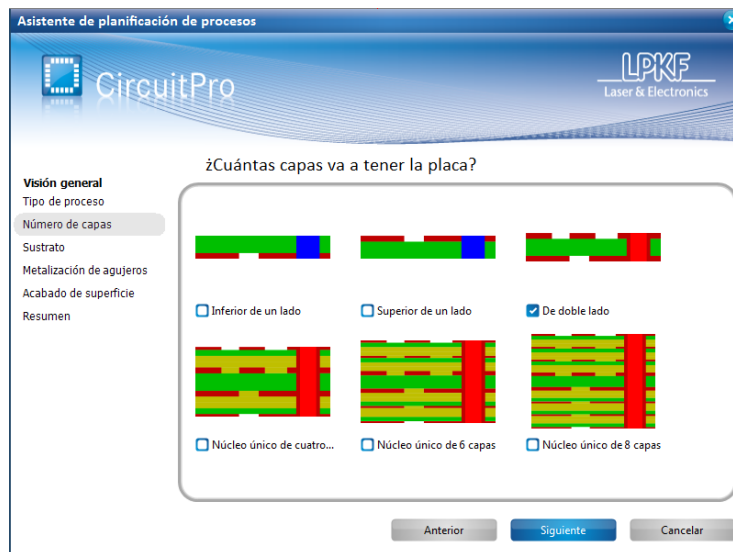 Asistente de planificación de procesos
CircuitPro
LPKF
Laser & Electronics
¿Cuántas capas va a tener la placa?
Visión general
Tipo de proceso
Número de capas
Sustrato
Metalización de agujeros
Acabado de superficie
Resumen
Inferior de un lado
Superior de un lado
De doble lado
Núcleo único de cuatro...
Núcleo único de 6 capas
Núcleo único de 8 capas
Anterior
Siguiente
Cancelar